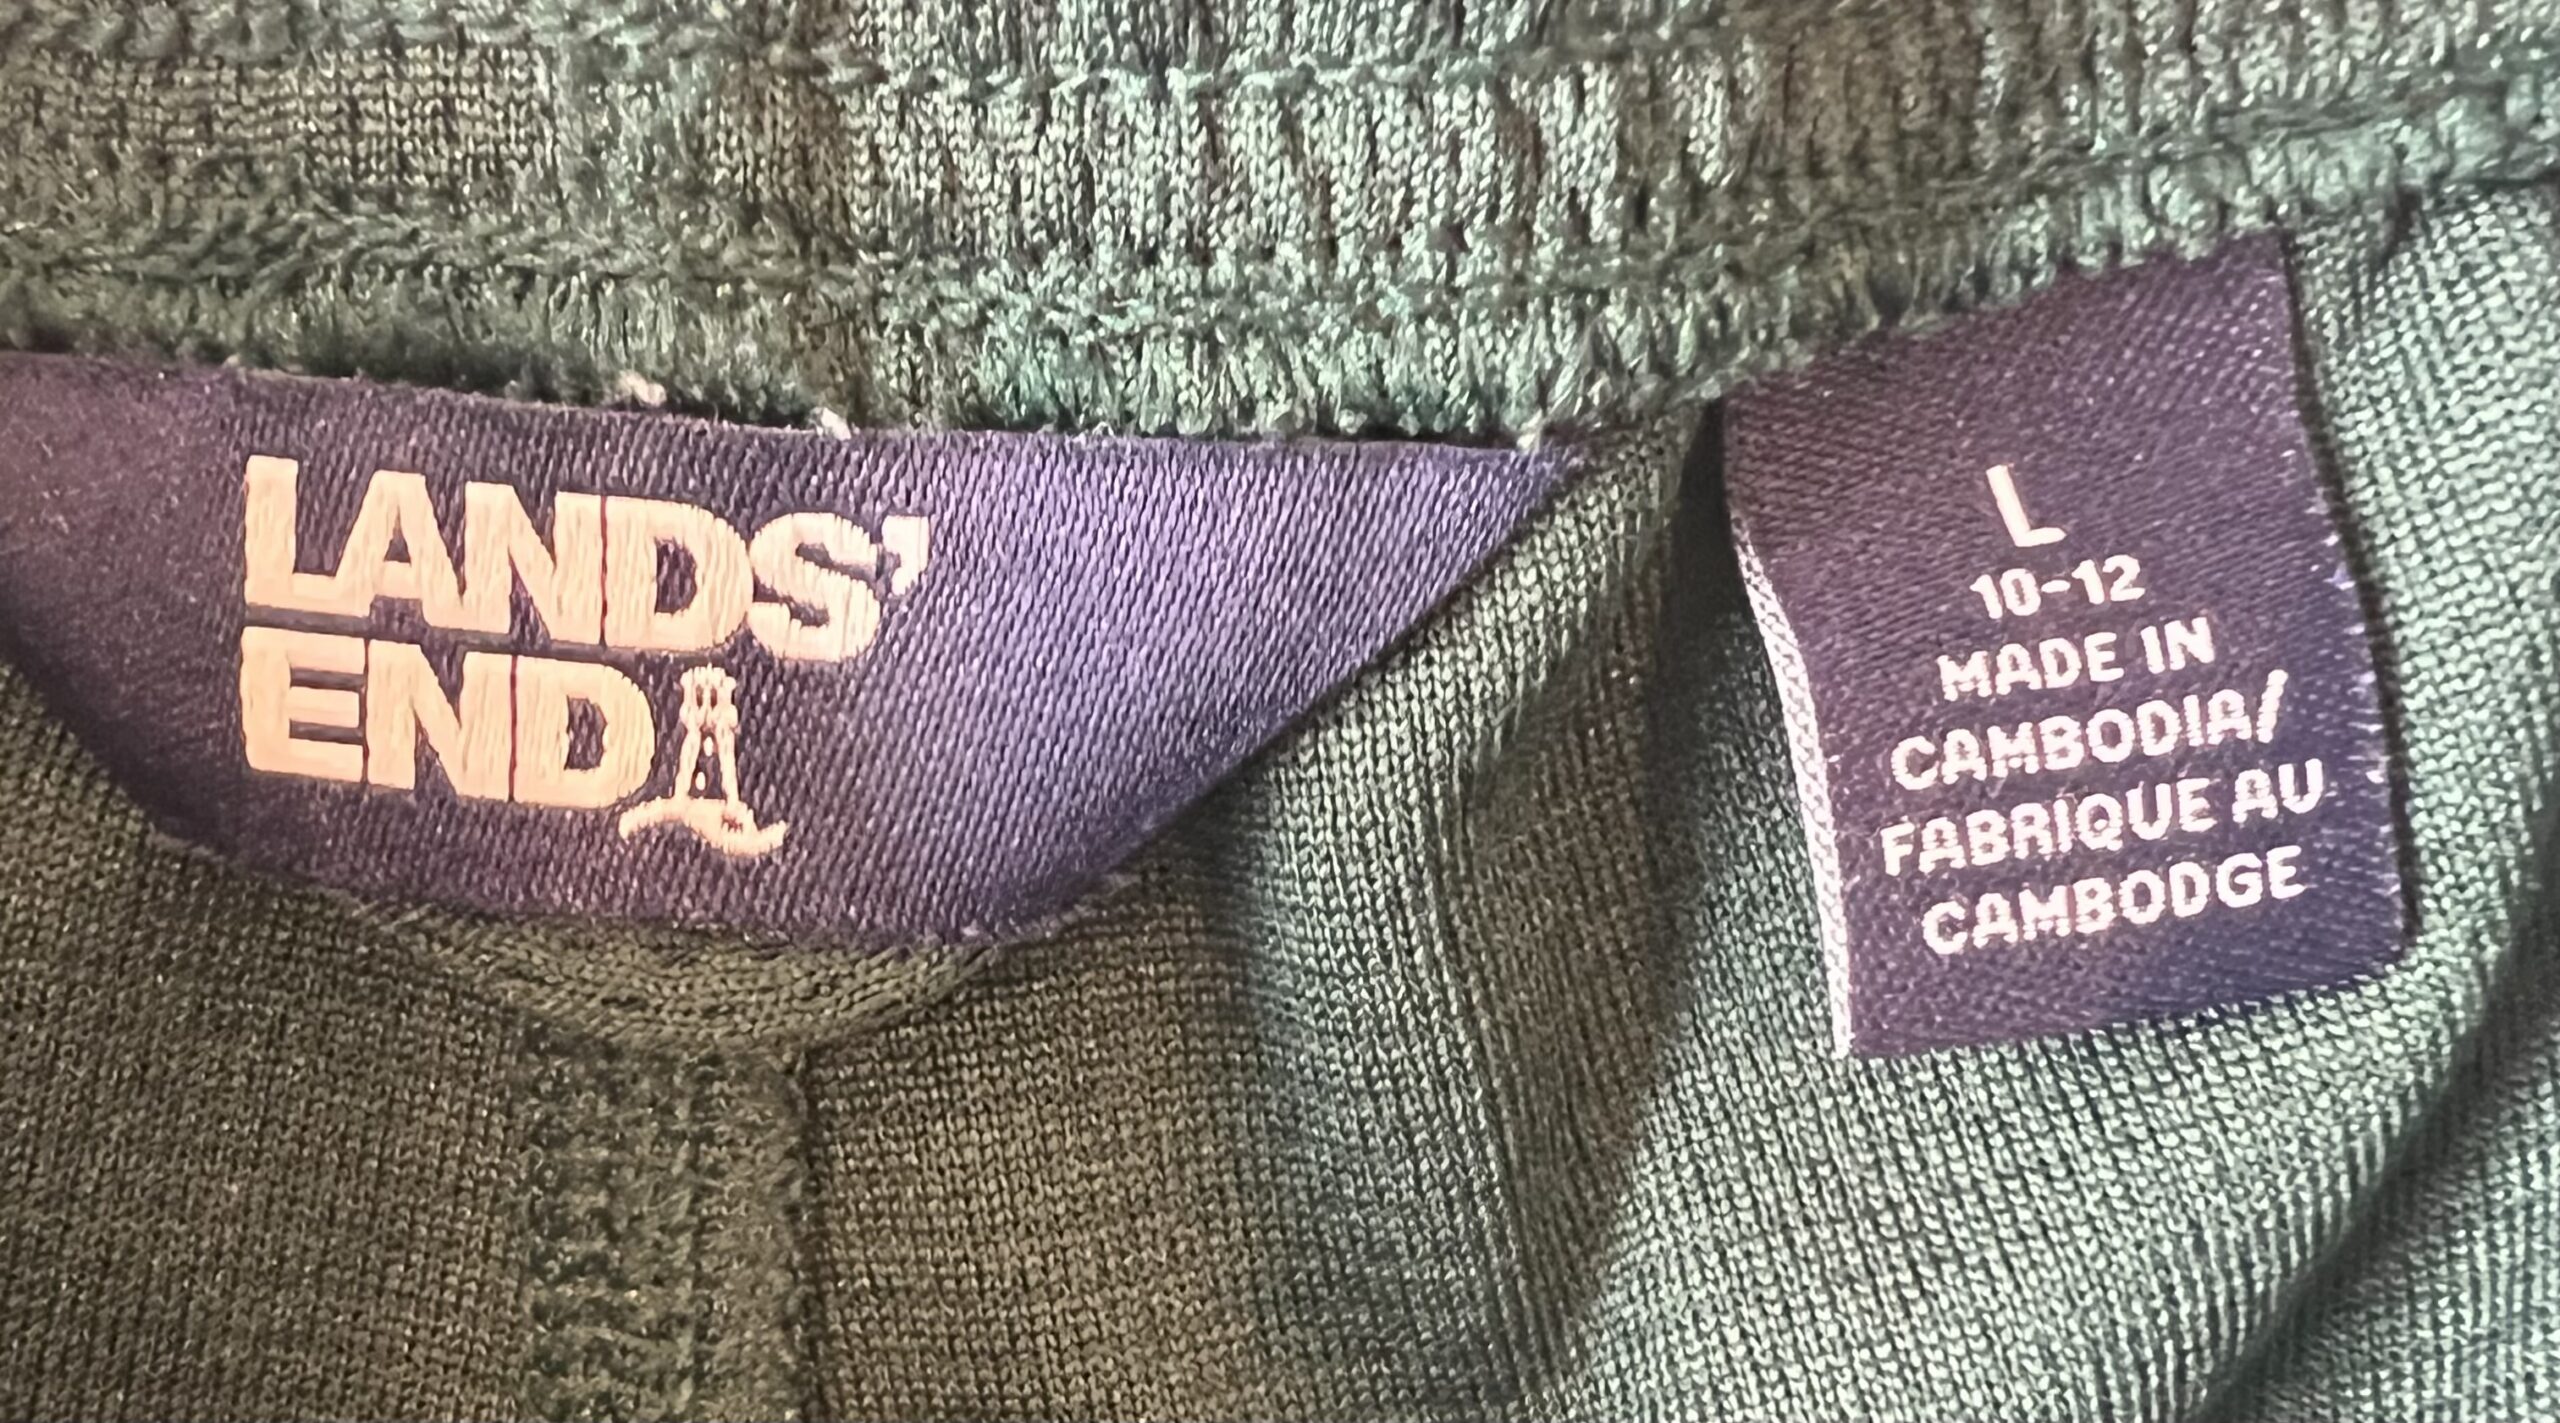 LANDS'
END
L
10-12
MADE IN
CAMBODIA/
FABRIQUE AU
CAMBODGE